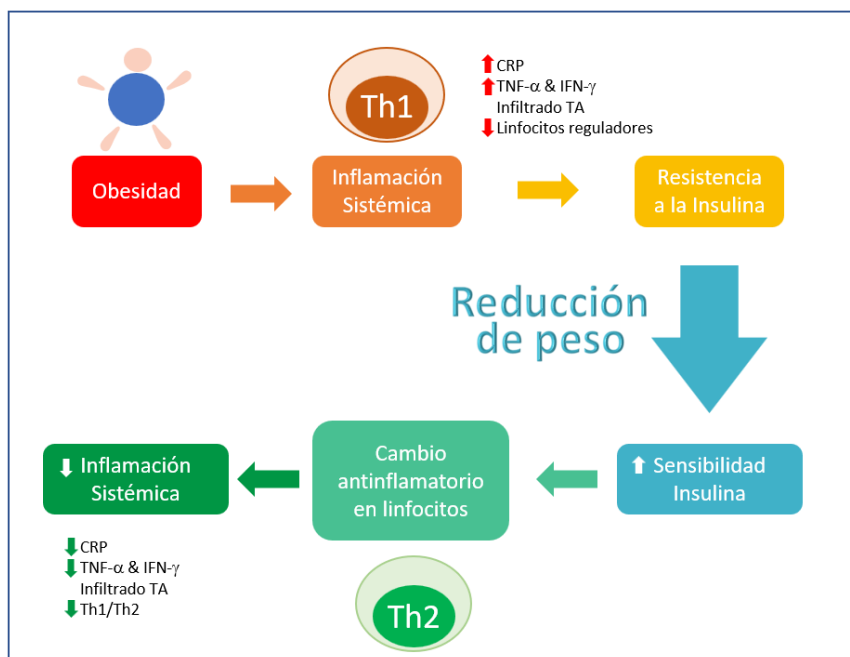 Th1
⬆CRP
⬆TNF-α & IFN-γ
Infiltrado TA
⬇Linfocitos reguladores
Obesidad
Inflamación
Sistémica
Resistencia
a la Insulina
Reducción
de peso
⬇ Inflamación
Sistémica
Cambio
antinflamatorio
en linfocitos
⬆ Sensibilidad
Insulina
⬇CRP
⬇TNF-α & IFN-γ
Infiltrado TA
⬇Th1/Th2
Th2